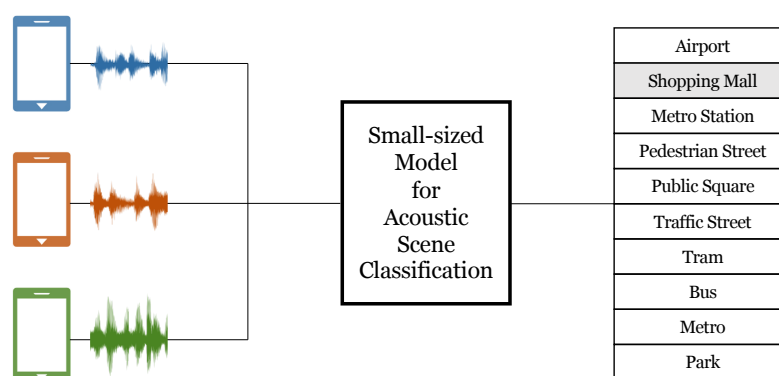 Small-sized
Model
for
Acoustic
Scene
Classification
Airport
Shopping Mall
Metro Station
Pedestrian Street
Public Square
Traffic Street
Tram
Bus
Metro
Park